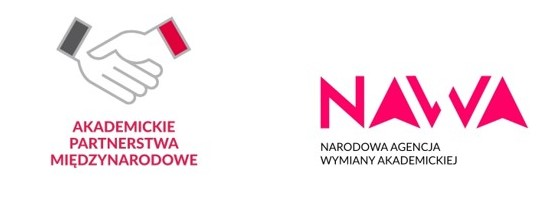 AKADEMICKIE
PARTNERSTWA
MIĘDZYNARODOWE
NAWA
NARODOWA AGENCJA
WYMIANY AKADEMICKIEJ